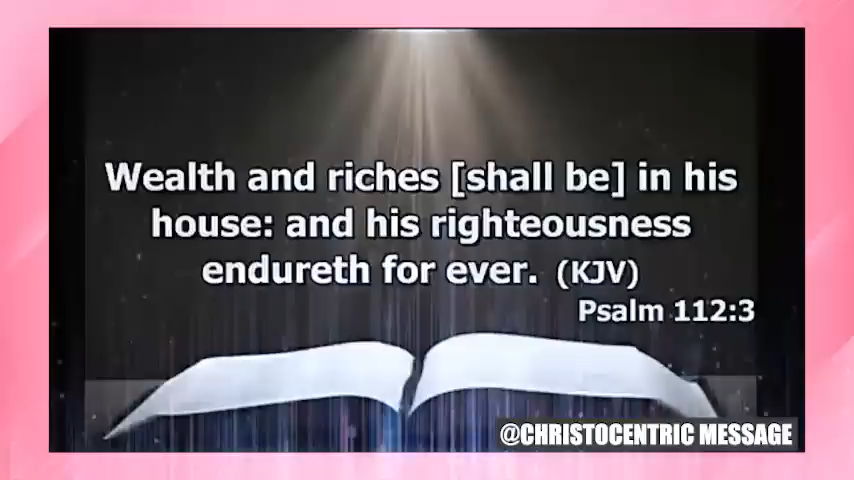 Wealth and riches [shall be] in his
house: and his righteousness
endureth for ever. (KJV)
Psalm 112:3
@CHRISTOCENTRIC MESSAGE